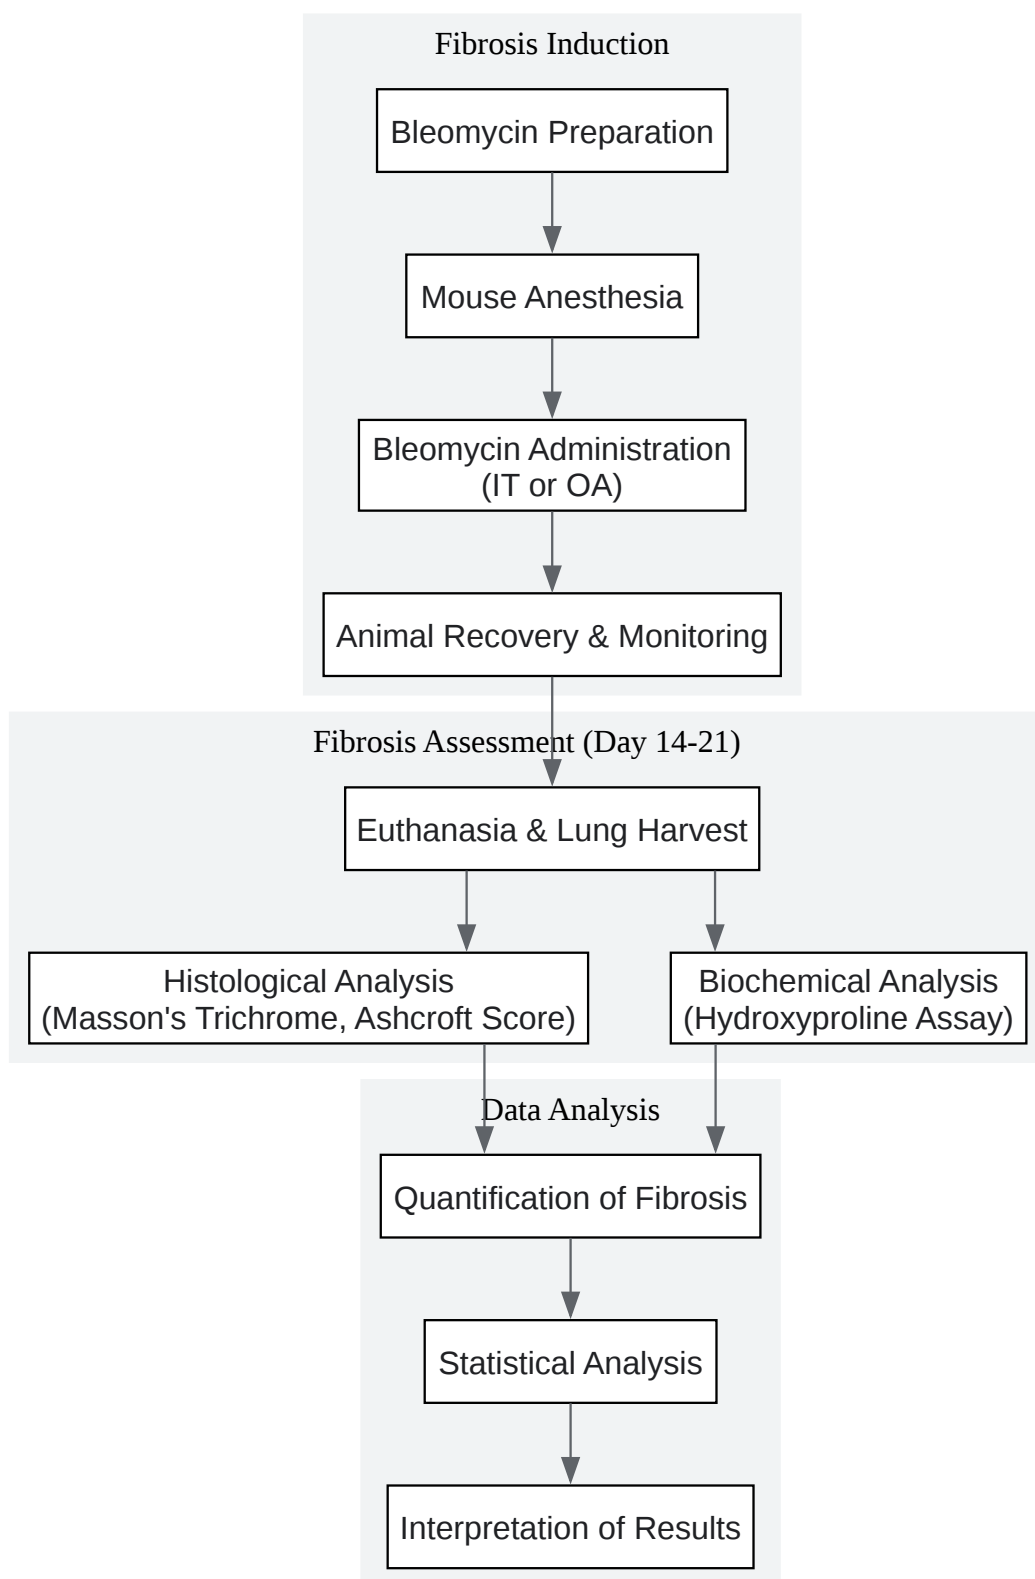 Fibrosis Induction
Bleomycin Preparation
Mouse Anesthesia
Bleomycin Administration
(IT or OA)
Animal Recovery & Monitoring
Fibrosis Assessment (Day 14-21)
Euthanasia & Lung Harvest
Histological Analysis
(Masson's Trichrome, Ashcroft Score)
Biochemical Analysis
(Hydroxyproline Assay)
Data Analysis
Quantification of Fibrosis
Statistical Analysis
Interpretation of Results